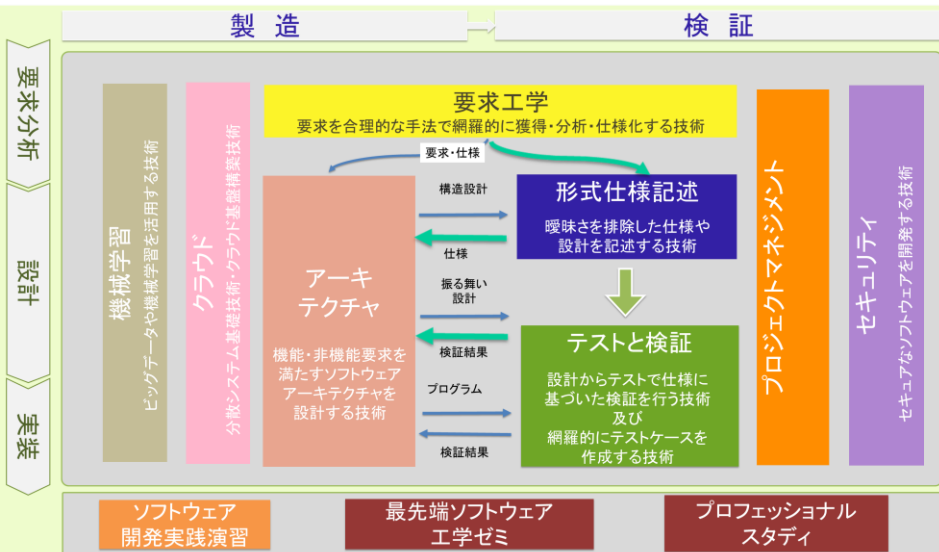 製 造
検 証
要求分析
設計
実装
機械学習
ビッグデータや機械学習を活用する技術
クラウド
分散システム基礎技術・クラウド基盤構築技術
要求工学
要求を合理的な手法で網羅的に獲得・分析・仕様化する技術
要求・仕様
アーキ
テクチャ
機能・非機能要求を
満たすソフトウェア
アーキテクチャを
設計する技術
構造設計
仕様
振る舞い
設計
検証結果
プログラム
検証結果
形式仕様記述
曖昧さを排除した仕様や
設計を記述する技術
テストと検証
設計からテストで仕様に
基づいた検証を行う技術
及び
網羅的にテストケースを
作成する技術
プロジェクトマネジメント
セキュリティ
セキュアなソフトウェアを開発する技術
ソフトウェア
開発実践演習
最先端ソフトウェア
工学ゼミ
プロフェッショナル
スタディ